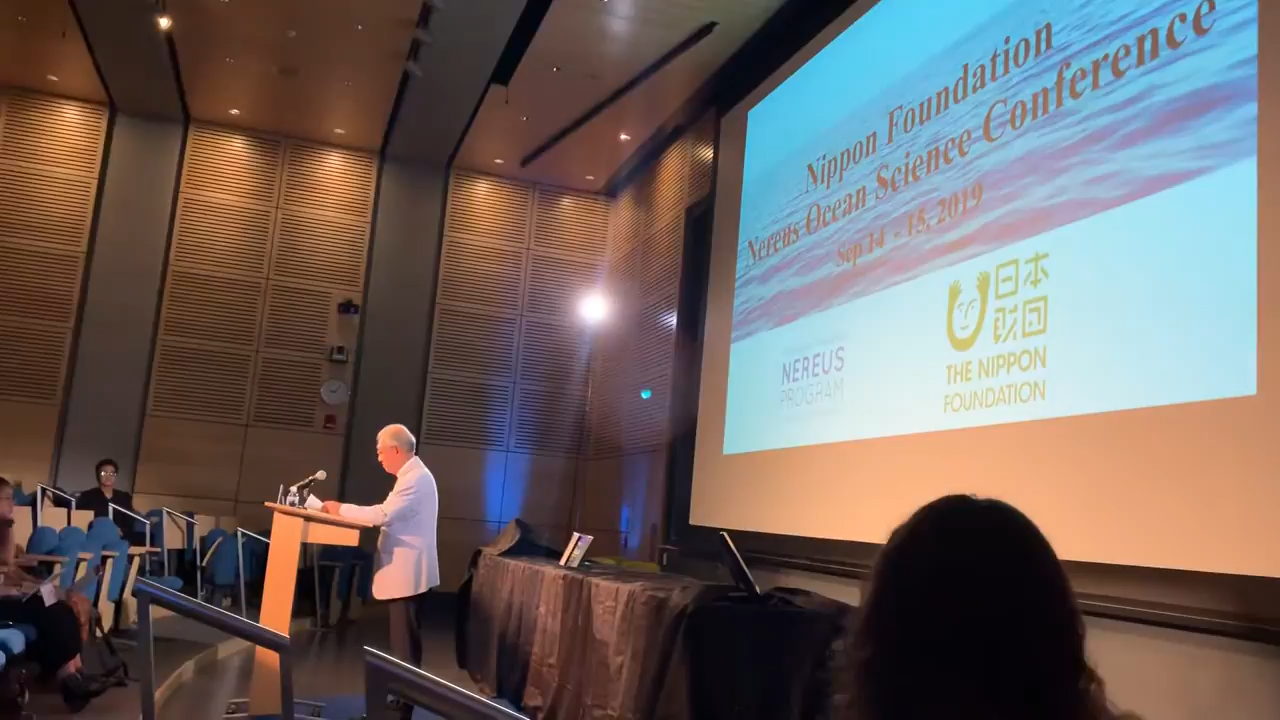 Nippon Foundation
Nereus Ocean Science Conference
Sep 14 - 15, 2019
NEREUS
PROGRAM
日本
財団
THE NIPPON
FOUNDATION